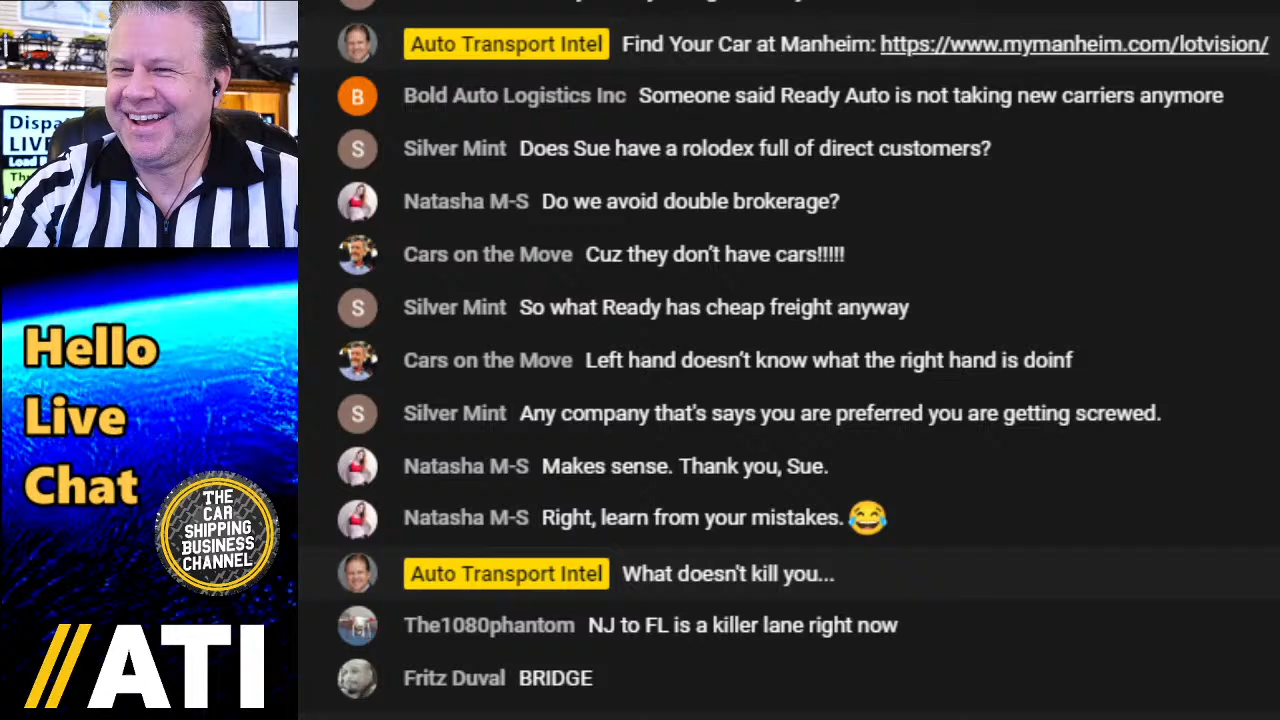 Dispa
LIVE
Load B
Thu
Auto Transport Intel Find Your Car at Manheim: https://www.mymanheim.com/lotvision/
B Bold Auto Logistics Inc Someone said Ready Auto is not taking new carriers anymore
S Silver Mint Does Sue have a rolodex full of direct customers?
Natasha M-S Do we avoid double brokerage?
Cars on the Move Cuz they don't have cars!!!!!
S Silver Mint So what Ready has cheap freight anyway
Cars on the Move Left hand doesn't know what the right hand is doinf
S Silver Mint Any company that's says you are preferred you are getting screwed.
Natasha M-S Makes sense. Thank you, Sue.
Natasha M-S Right, learn from your mistakes. 😂
Auto Transport Intel What doesn't kill you...
The1080phantom NJ to FL is a killer lane right now
Fritz Duval BRIDGE
Hello
Live
Chat
THE
CAR
SHIPPING
BUSINESS
CHANNEL
//ATI